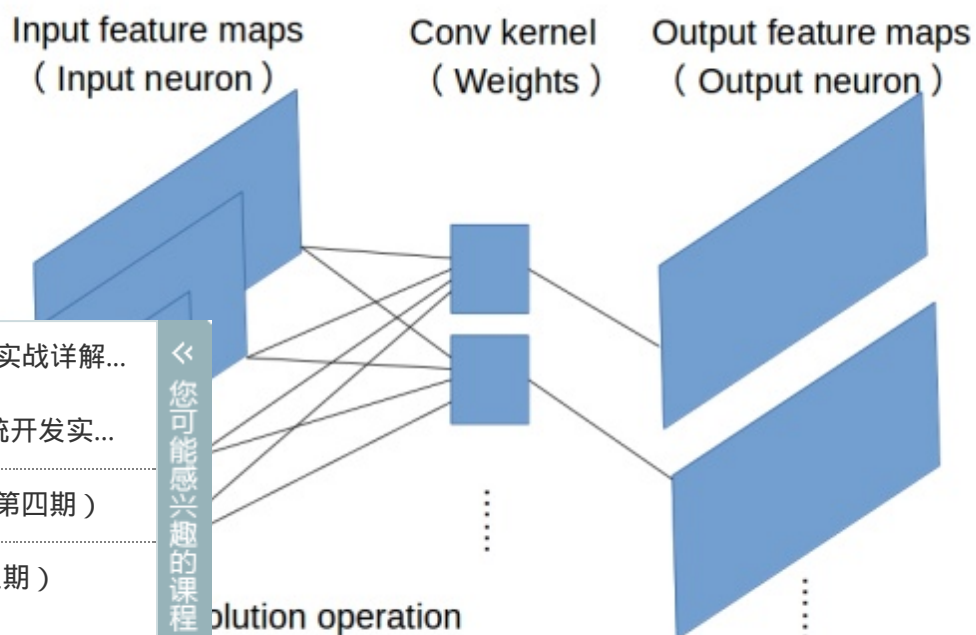 Input feature maps
( Input neuron )
Conv kernel
( Weights )
Output feature maps
( Output neuron )
实战详解...
开发实...
第四期 )
期 )
«
您可能感兴趣的课程
olution operation